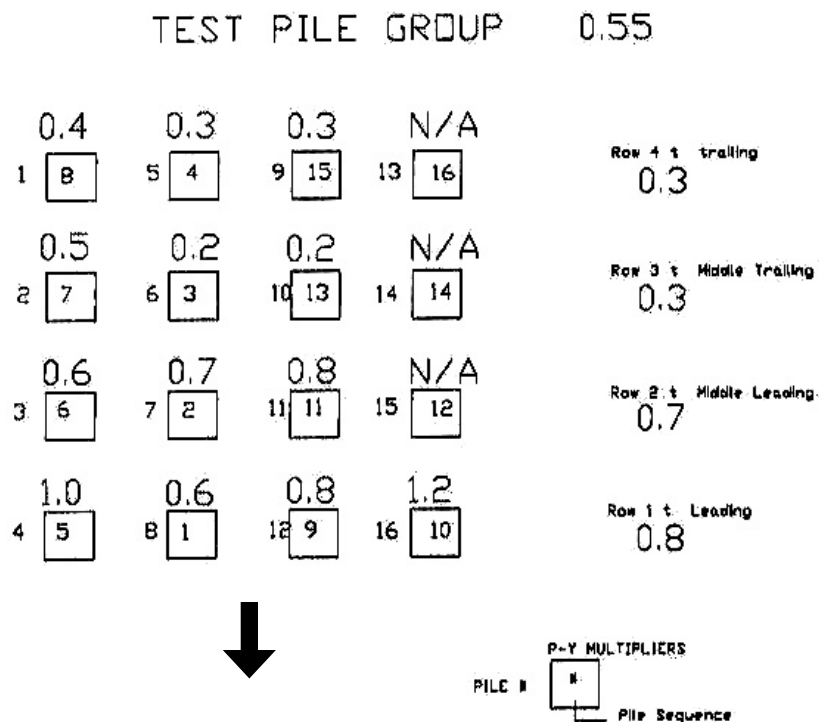 TEST PILE GROUP 0.55
0.4 0.3 0.3 N/A
Row 4 t trailing
1 8 5 4 9 15 13 16
0.3
0.5 0.2 0.2 N/A
Row 3 t Middle Trailing
2 7 6 3 10 13 14 14
0.3
0.6 0.7 0.8 N/A
Row 2 t Middle Leading
3 6 7 2 11 11 15 12
0.7
1.0 0.6 0.8 1.2
Row 1 t Leading
4 5 8 1 12 9 16 10
0.8
P-Y MULTIPLIERS
PILE # #
Pile Sequence